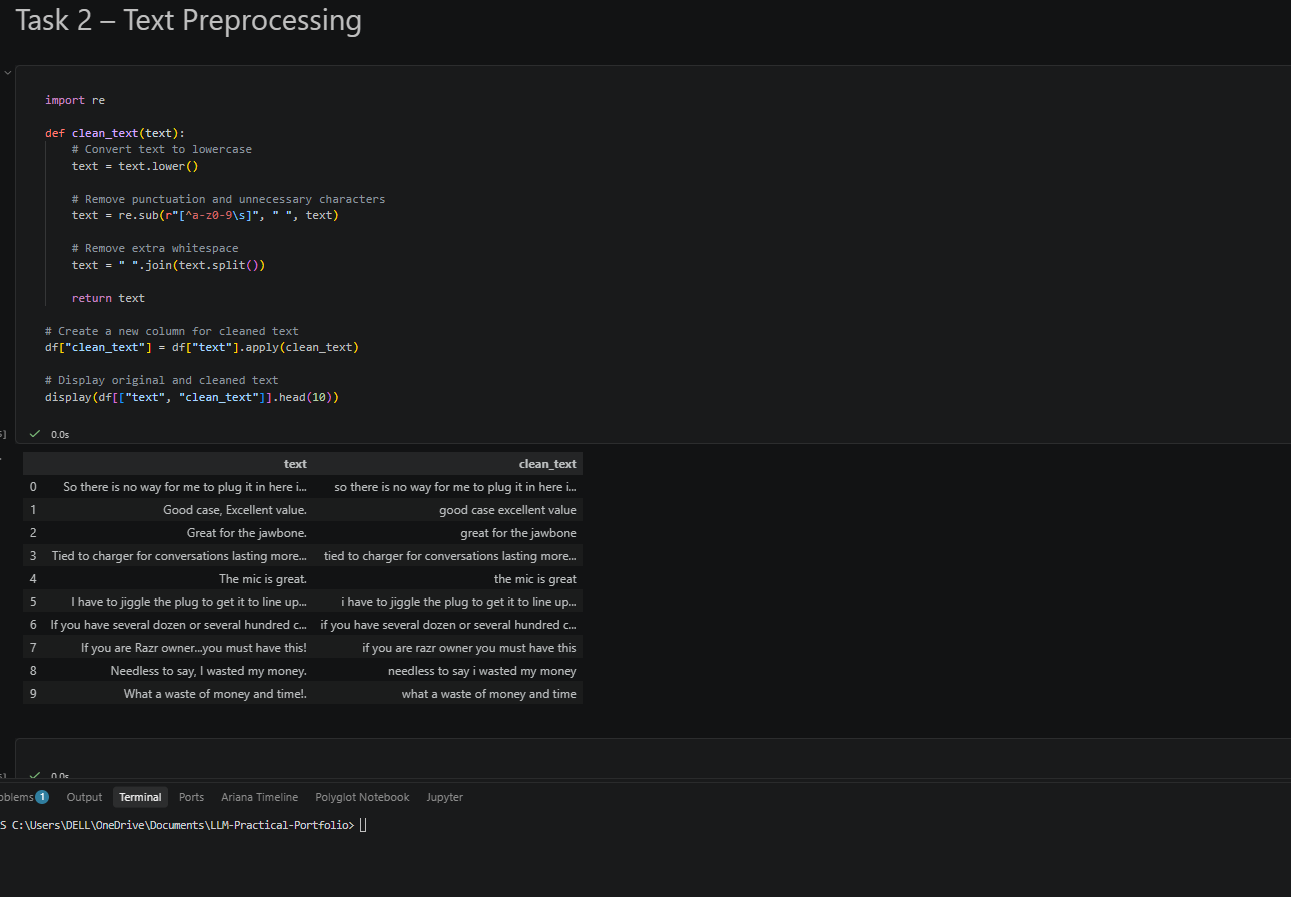 Task 2 – Text Preprocessing
import re
def clean_text(text):
# Convert text to lowercase
text = text.lower()
# Remove punctuation and unnecessary characters
text = re.sub(r"[^a-z0-9\s]", " ", text)
# Remove extra whitespace
text = " ".join(text.split())
return text
# Create a new column for cleaned text
df["clean_text"] = df["text"].apply(clean_text)
# Display original and cleaned text
display(df[["text", "clean_text"]].head(10))
0.0s
text clean_text
0 So there is no way for me to plug it in here i... so there is no way for me to plug it in here i...
1 Good case, Excellent value. good case excellent value
2 Great for the jawbone. great for the jawbone
3 Tied to charger for conversations lasting more... tied to charger for conversations lasting more...
4 The mic is great. the mic is great
5 I have to jiggle the plug to get it to line up... i have to jiggle the plug to get it to line up...
6 If you have several dozen or several hundred c... if you have several dozen or several hundred c...
7 If you are Razr owner...you must have this! if you are razr owner you must have this
8 Needless to say, I wasted my money. needless to say i wasted my money
9 What a waste of money and time!. what a waste of money and time
0.0s
oblems 1 Output Terminal Ports Ariana Timeline Polyglot Notebook Jupyter
S C:\Users\DELL\OneDrive\Documents\LLM-Practical-Portfolio>